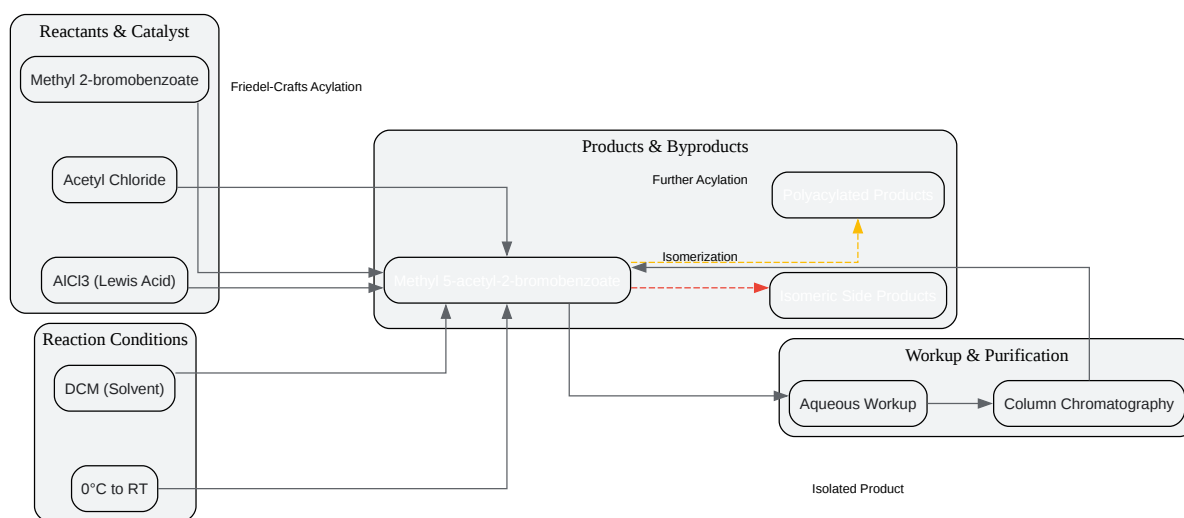 Reactants & Catalyst
Methyl 2-bromobenzoate
Friedel-Crafts Acylation
Acetyl Chloride
AlCl3 (Lewis Acid)
Products & Byproducts
Further Acylation
Polyacylated Products
Isomerization
Methyl 5-acetyl-2-bromobenzoate
Isomeric Side Products
Reaction Conditions
DCM (Solvent)
0°C to RT
Workup & Purification
Aqueous Workup
Column Chromatography
Isolated Product